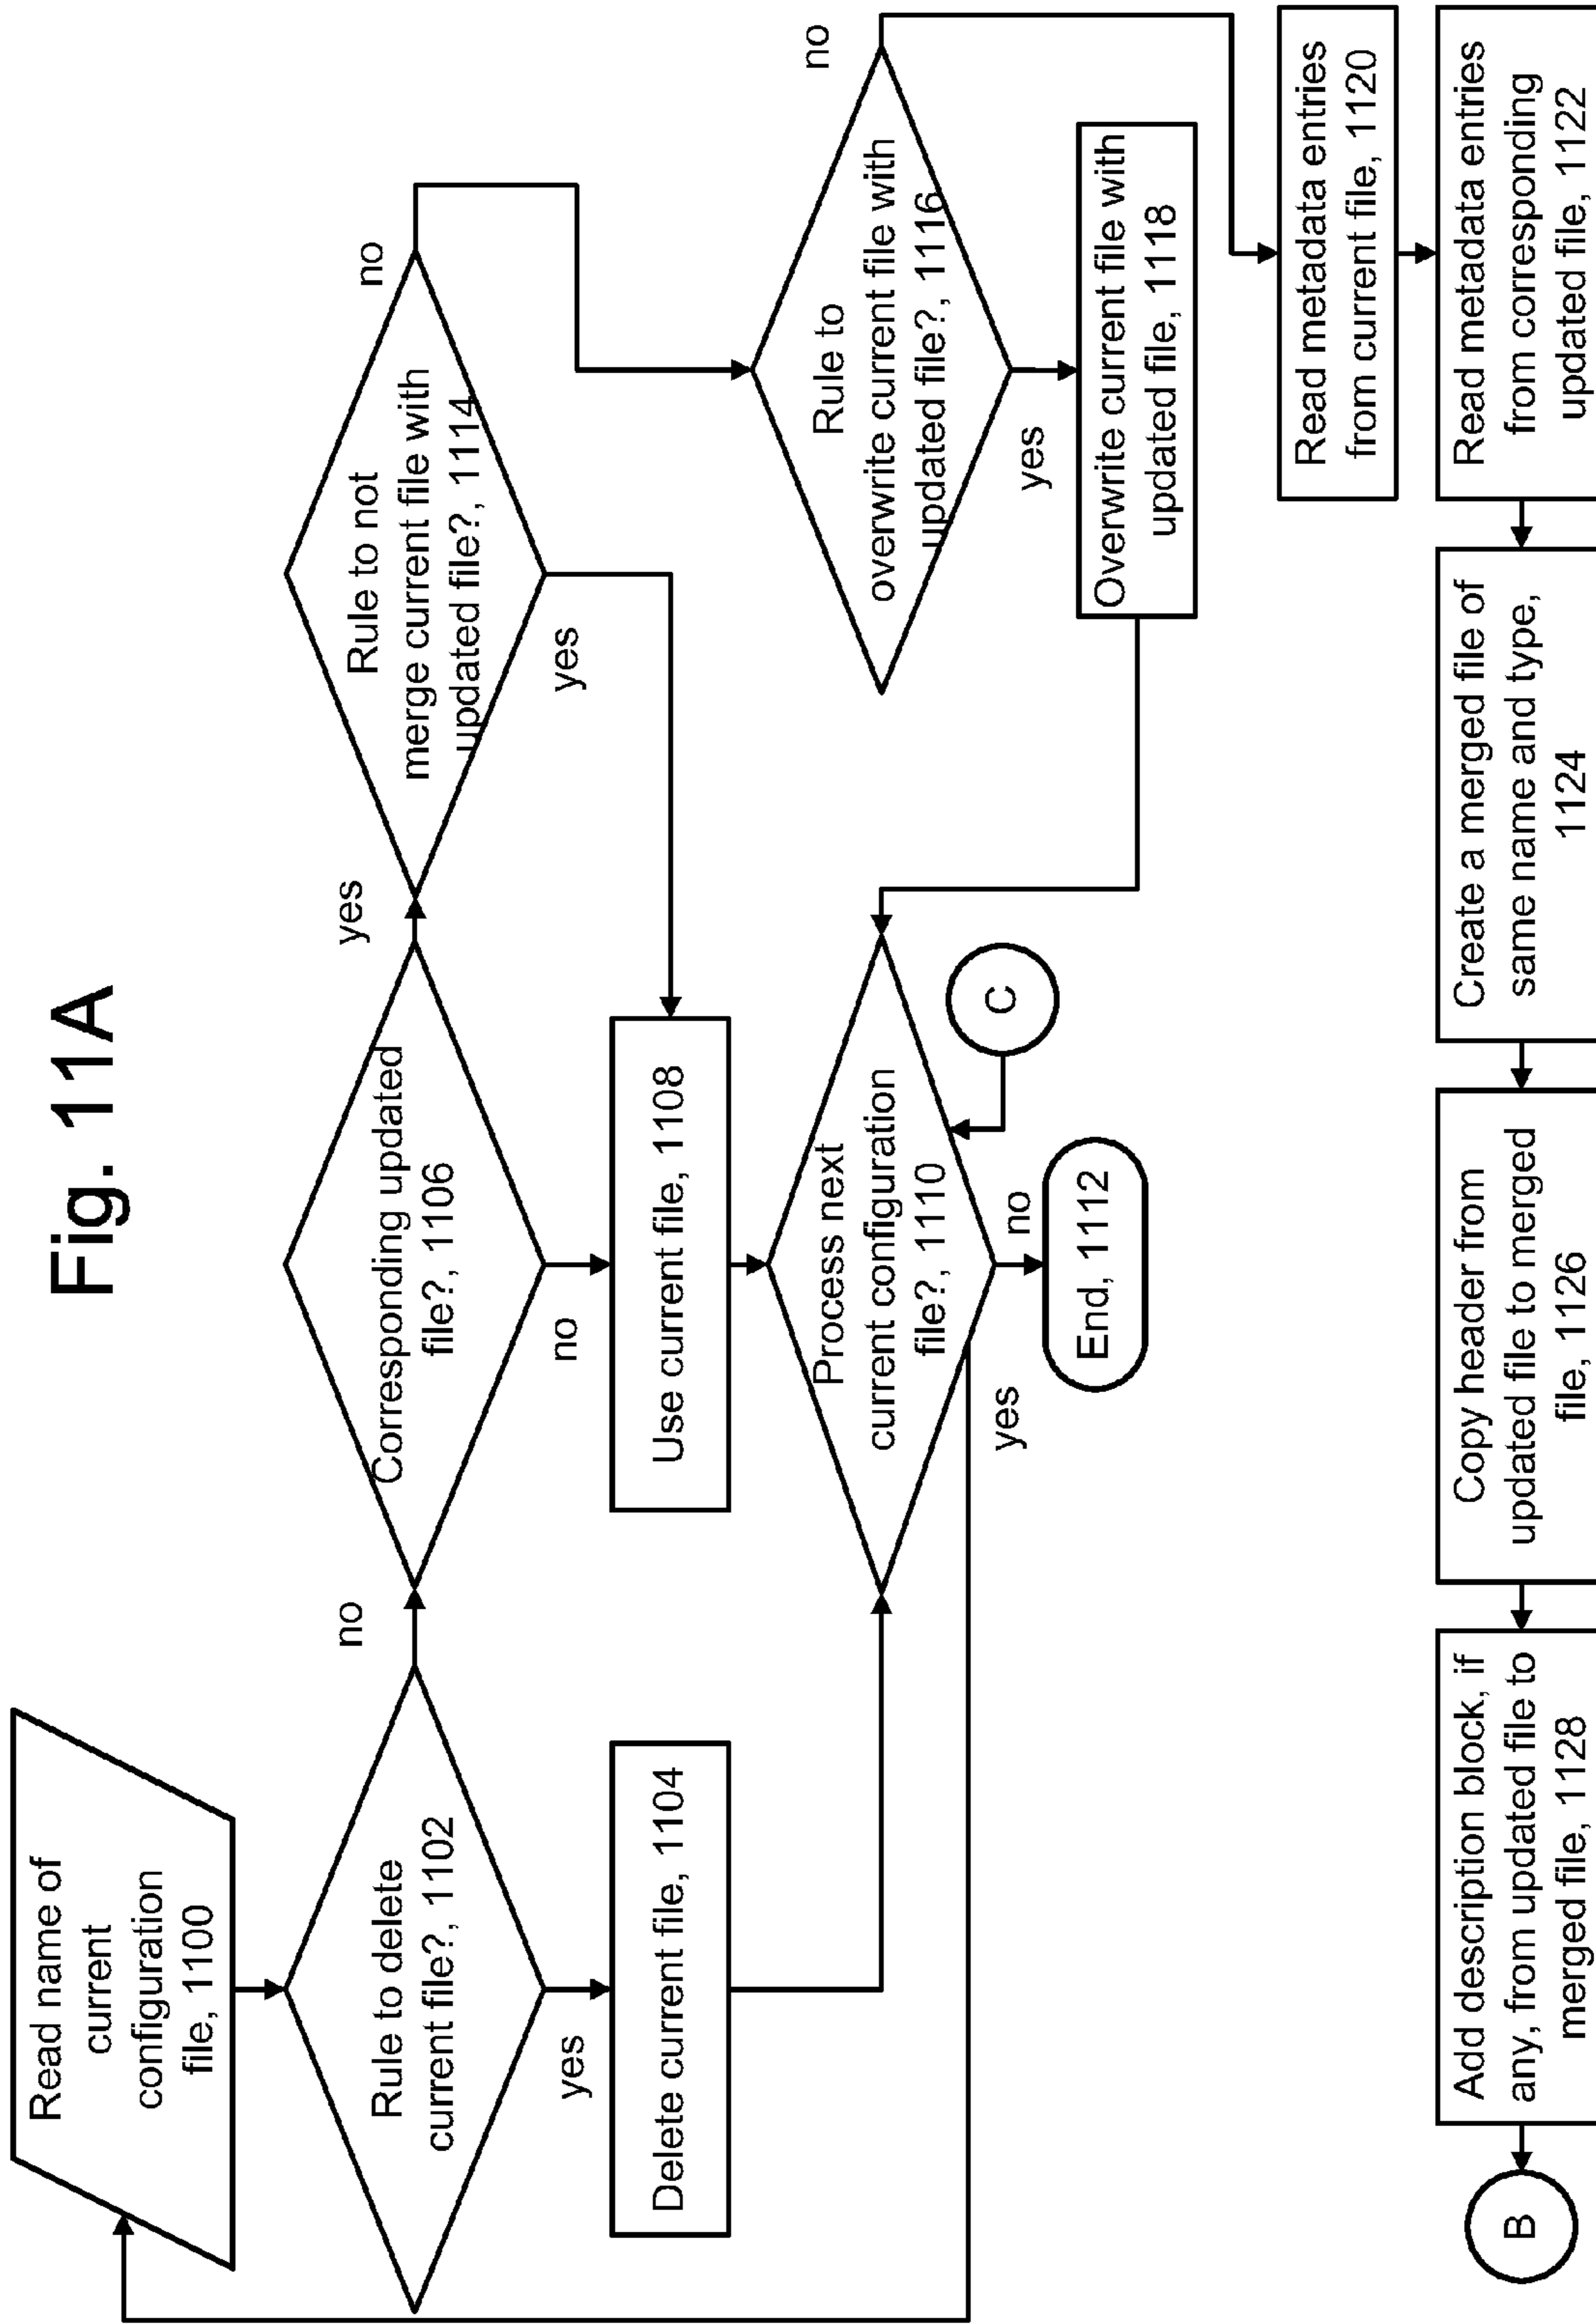 Fig. 11A
Read name of
current
configuration
file, 1100
Rule to delete
current file?, 1102
no
yes
Delete current file, 1104
Corresponding updated
file?, 1106
yes
no
Use current file, 1108
Process next
current configuration
file?, 1110
yes
no
End, 1112
C
Rule to not
merge current file with
updated file?, 1114
no
yes
Rule to
overwrite current file with
updated file?, 1116
no
yes
Overwrite current file with
updated file, 1118
Read metadata entries
from current file, 1120
Read metadata entries
from corresponding
updated file, 1122
Create a merged file of
same name and type,
1124
Copy header from
updated file to merged
file, 1126
Add description block, if
any, from updated file to
merged file, 1128
B